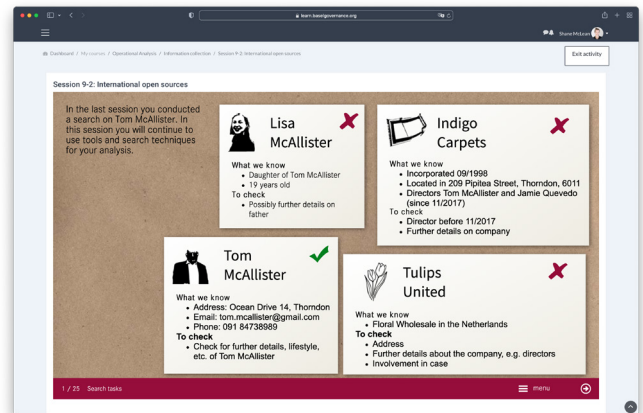 learn.baselgovernance.org
Shane McLean
Dashboard / My courses / Operational Analysis / Information collection / Session 9-2: International open sources
Exit activity
Session 9-2: International open sources
In the last session you conducted
a search on Tom McAllister. In
this session you will continue to
use tools and search techniques
for your analysis.
Lisa
McAllister
What we know
• Daughter of Tom McAllister
• 19 years old
To check
• Possibly further details on
father
Indigo
Carpets
What we know
• Incorporated 09/1998
• Located in 209 Pipitea Street, Thorndon, 6011
• Directors Tom McAllister and Jamie Quevedo
(since 11/2017)
To check
• Director before 11/2017
• Further details on company
Tom
McAllister
What we know
• Address: Ocean Drive 14, Thorndon
• Email: tom.mcallister@gmail.com
• Phone: 091 84738989
To check
• Check for further details, lifestyle,
etc. of Tom McAllister
Tulips
United
What we know
• Floral Wholesale in the Netherlands
To check
• Address
• Further details about the company, e.g. directors
• Involvement in case
1 / 25 Search tasks
menu